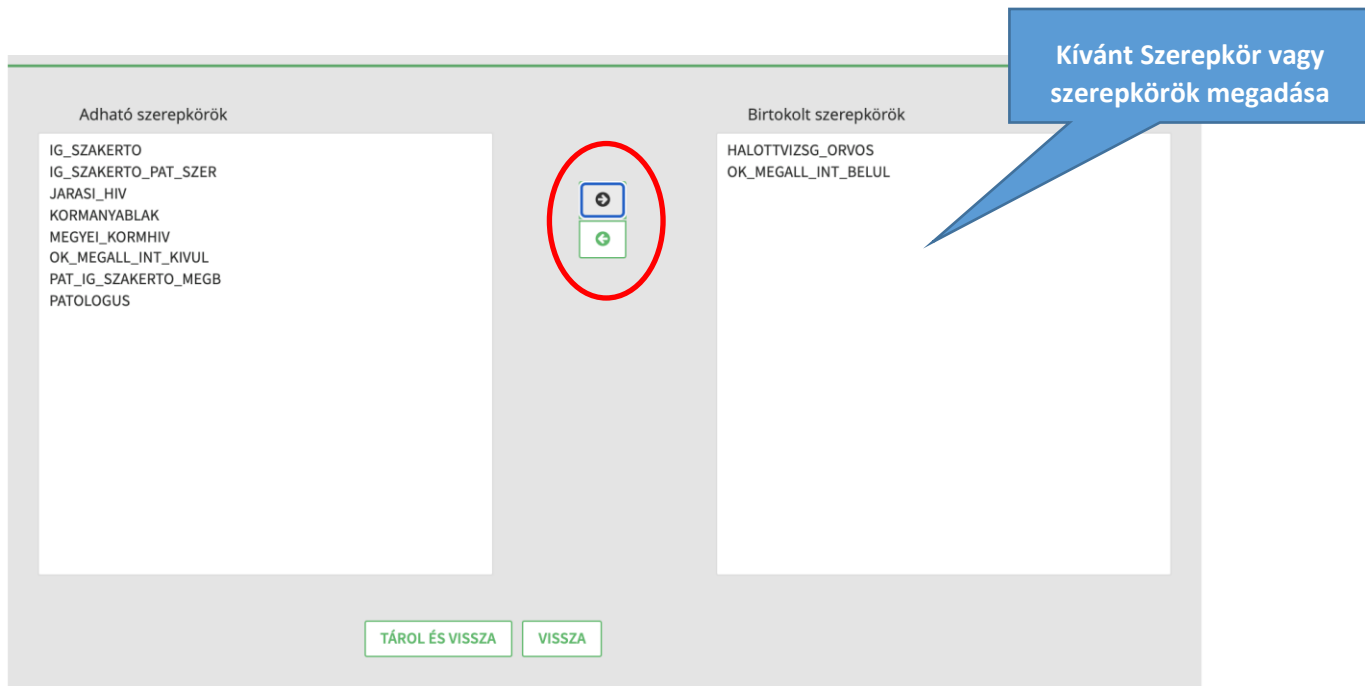 Kívánt Szerepkör vagy
szerepkörök megadása
Adható szerepkörök
IG_SZAKERTO
IG_SZAKERTO_PAT_SZER
JARASI_HIV
KORMANYABLAK
MEGYEI_KORMHIV
OK_MEGALL_INT_KIVUL
PAT_IG_SZAKERTO_MEGB
PATOLOGUS
Birtokolt szerepkörök
HALOTTVIZSG_ORVOS
OK_MEGALL_INT_BELUL
TÁROL ÉS VISSZA
VISSZA